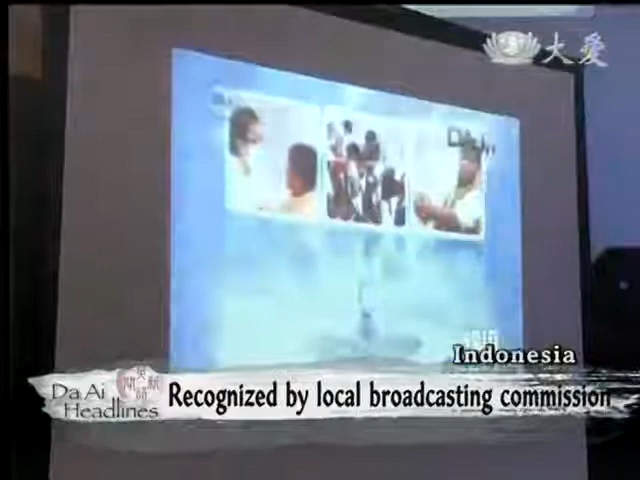 大愛
Indonesia
Da Ai
Headlines
Recognized by local broadcasting commission